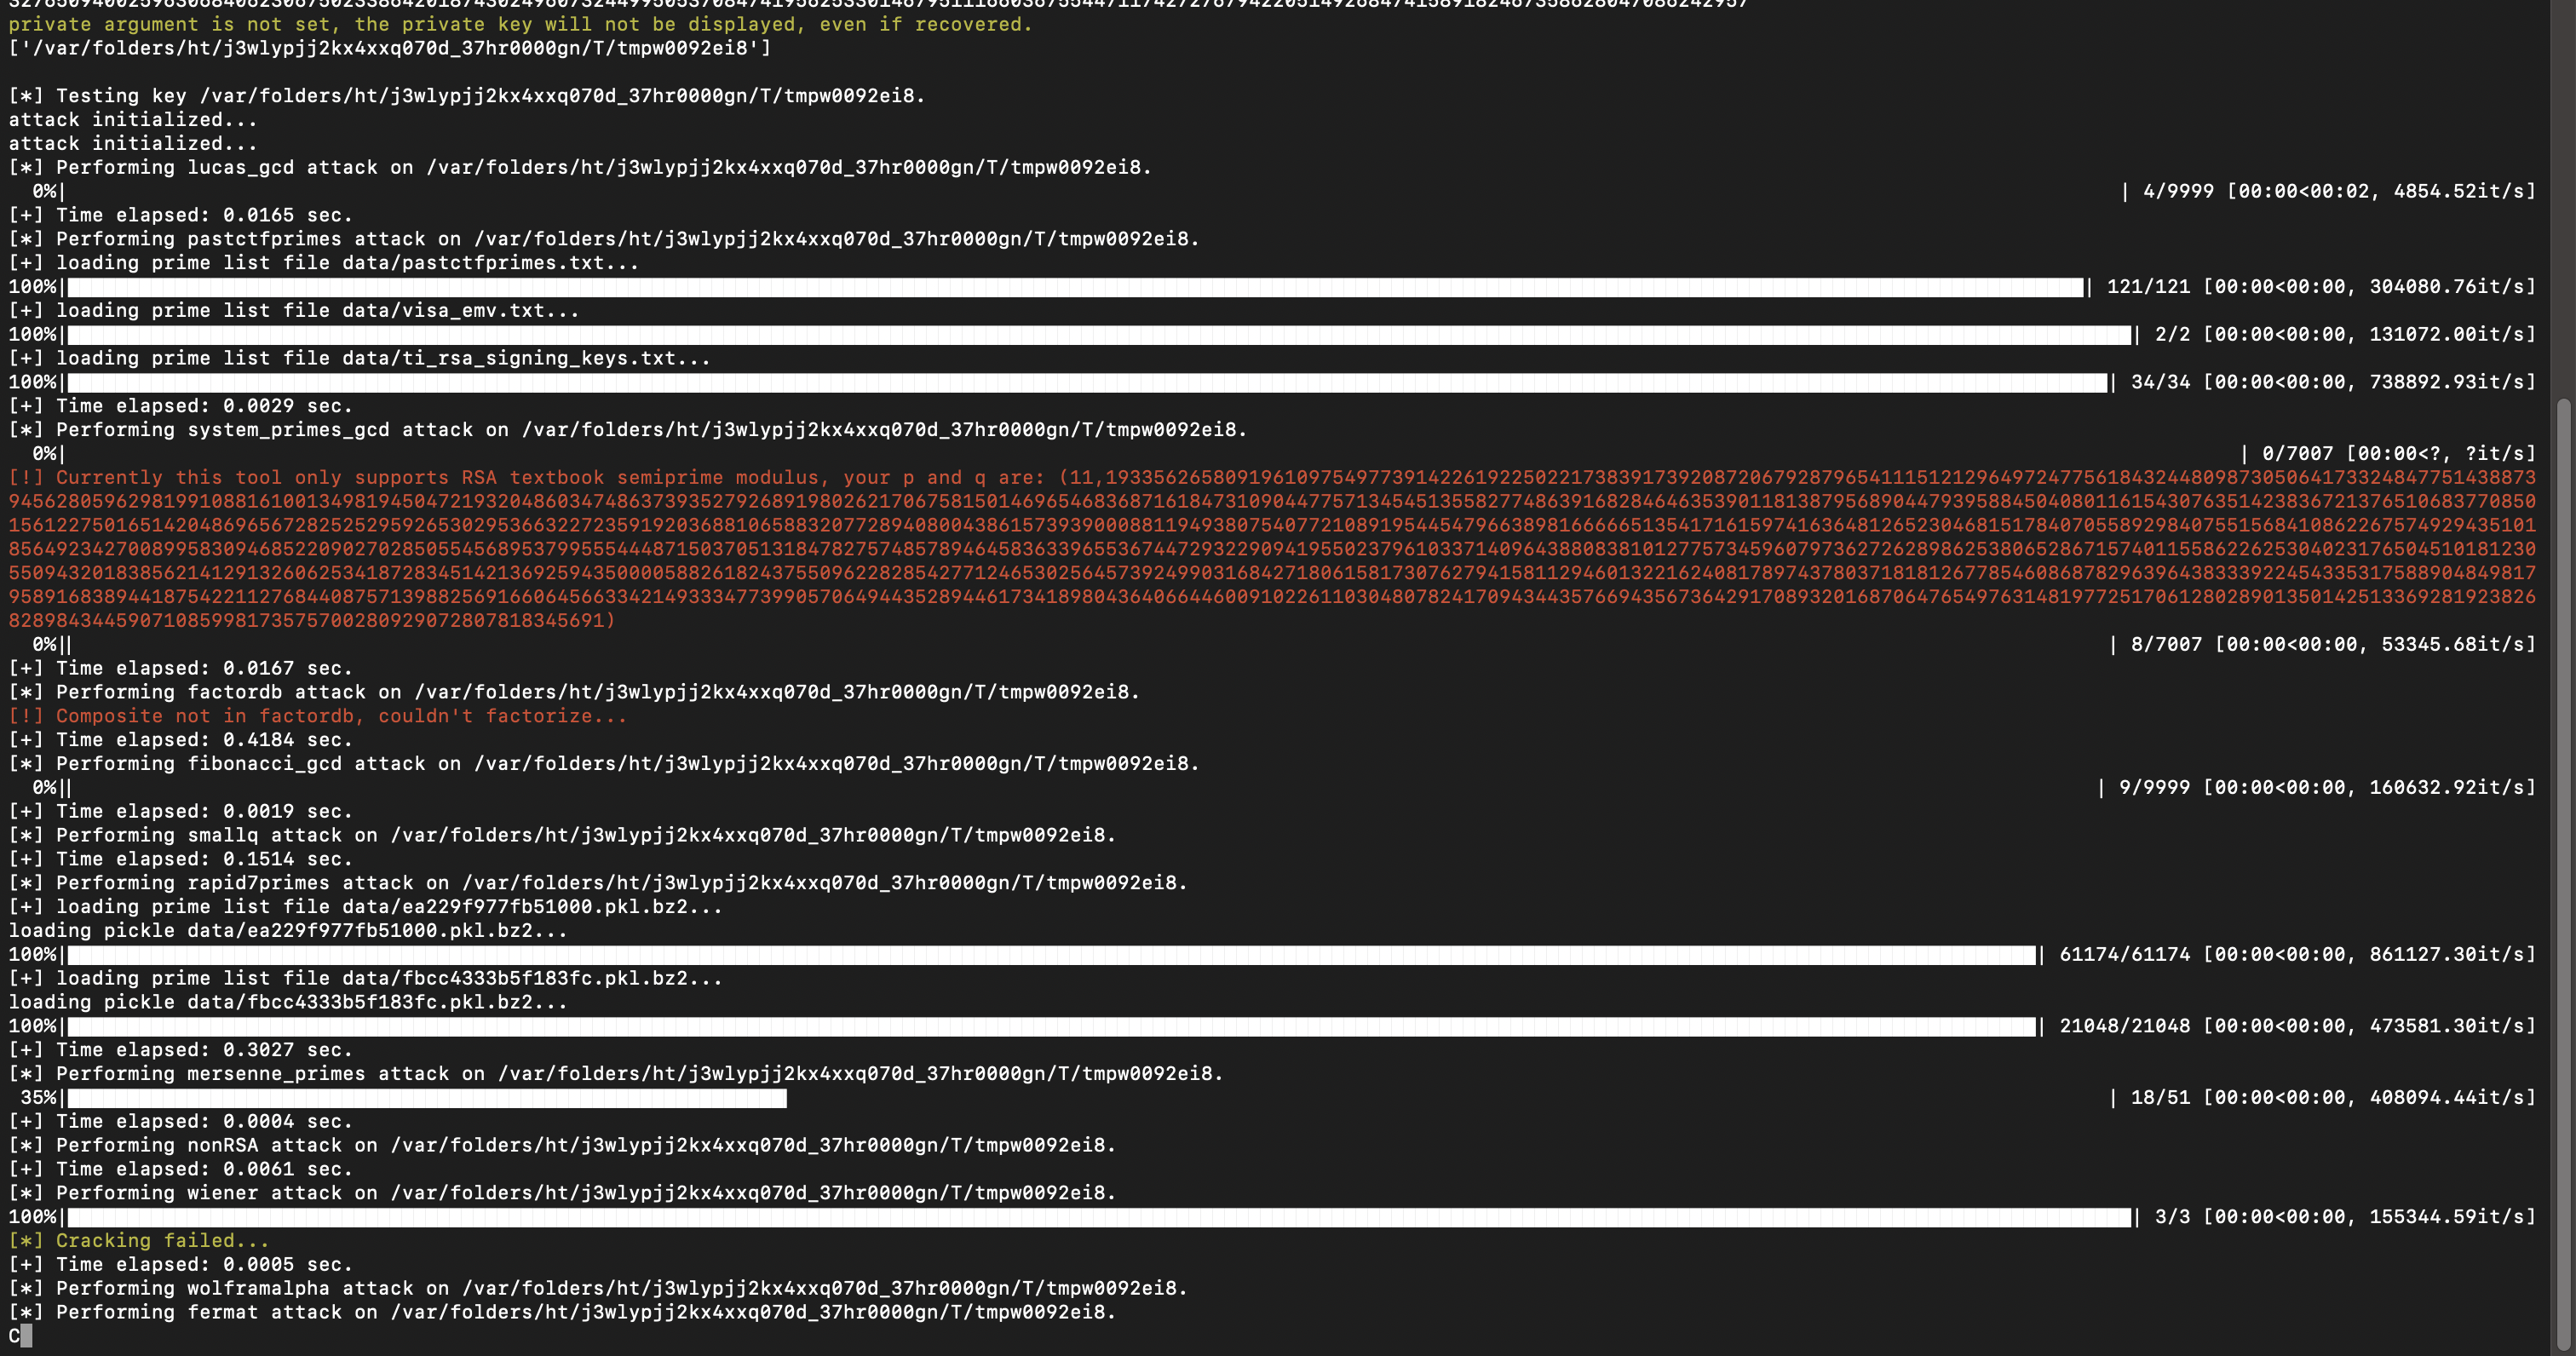 private argument is not set, the private key will not be displayed, even if recovered.
['/var/folders/ht/j3wlypjj2kx4xxq070d_37hr0000gn/T/tmpw0092ei8']
[*] Testing key /var/folders/ht/j3wlypjj2kx4xxq070d_37hr0000gn/T/tmpw0092ei8.
attack initialized...
attack initialized...
[*] Performing lucas_gcd attack on /var/folders/ht/j3wlypjj2kx4xxq070d_37hr0000gn/T/tmpw0092ei8.
0%| | 4/9999 [00:00<00:02, 4854.52it/s]
[+] Time elapsed: 0.0165 sec.
[*] Performing pastctfprimes attack on /var/folders/ht/j3wlypjj2kx4xxq070d_37hr0000gn/T/tmpw0092ei8.
[+] loading prime list file data/pastctfprimes.txt...
100%| | 121/121 [00:00<00:00, 304080.76it/s]
[+] loading prime list file data/visa_emv.txt...
100%| | 2/2 [00:00<00:00, 131072.00it/s]
[+] loading prime list file data/ti_rsa_signing_keys.txt...
100%| | 34/34 [00:00<00:00, 738892.93it/s]
[+] Time elapsed: 0.0029 sec.
[*] Performing system_primes_gcd attack on /var/folders/ht/j3wlypjj2kx4xxq070d_37hr0000gn/T/tmpw0092ei8.
0%| | 0/7007 [00:00<?, ?it/s]
[!] Currently this tool only supports RSA textbook semiprime modulus, your p and q are: (11,
0%|| | 8/7007 [00:00<00:00, 53345.68it/s]
[+] Time elapsed: 0.0167 sec.
[*] Performing factordb attack on /var/folders/ht/j3wlypjj2kx4xxq070d_37hr0000gn/T/tmpw0092ei8.
[!] Composite not in factordb, couldn't factorize...
[+] Time elapsed: 0.4184 sec.
[*] Performing fibonacci_gcd attack on /var/folders/ht/j3wlypjj2kx4xxq070d_37hr0000gn/T/tmpw0092ei8.
0%|| | 9/9999 [00:00<00:00, 160632.92it/s]
[+] Time elapsed: 0.0019 sec.
[*] Performing smallq attack on /var/folders/ht/j3wlypjj2kx4xxq070d_37hr0000gn/T/tmpw0092ei8.
[+] Time elapsed: 0.1514 sec.
[*] Performing rapid7primes attack on /var/folders/ht/j3wlypjj2kx4xxq070d_37hr0000gn/T/tmpw0092ei8.
[+] loading prime list file data/ea229f977fb51000.pkl.bz2...
loading pickle data/ea229f977fb51000.pkl.bz2...
100%| | 61174/61174 [00:00<00:00, 861127.30it/s]
[+] loading prime list file data/fbcc4333b5f183fc.pkl.bz2...
loading pickle data/fbcc4333b5f183fc.pkl.bz2...
100%| | 21048/21048 [00:00<00:00, 473581.30it/s]
[+] Time elapsed: 0.3027 sec.
[*] Performing mersenne_primes attack on /var/folders/ht/j3wlypjj2kx4xxq070d_37hr0000gn/T/tmpw0092ei8.
35%| | 18/51 [00:00<00:00, 408094.44it/s]
[+] Time elapsed: 0.0004 sec.
[*] Performing nonRSA attack on /var/folders/ht/j3wlypjj2kx4xxq070d_37hr0000gn/T/tmpw0092ei8.
[+] Time elapsed: 0.0061 sec.
[*] Performing wiener attack on /var/folders/ht/j3wlypjj2kx4xxq070d_37hr0000gn/T/tmpw0092ei8.
100%| | 3/3 [00:00<00:00, 155344.59it/s]
[*] Cracking failed...
[+] Time elapsed: 0.0005 sec.
[*] Performing wolframalpha attack on /var/folders/ht/j3wlypjj2kx4xxq070d_37hr0000gn/T/tmpw0092ei8.
[*] Performing fermat attack on /var/folders/ht/j3wlypjj2kx4xxq070d_37hr0000gn/T/tmpw0092ei8.
C